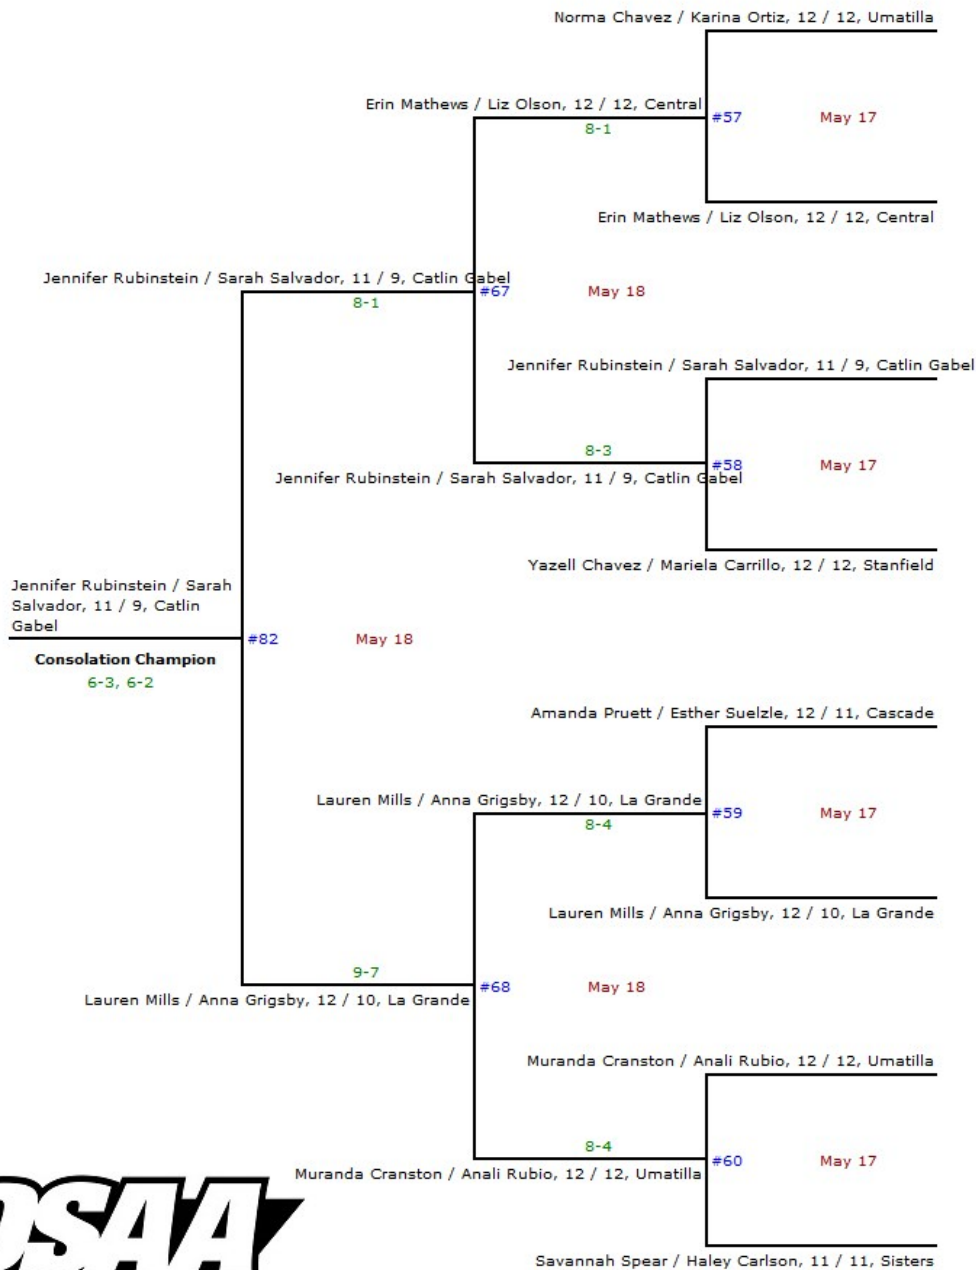 Norma Chavez / Karina Ortiz, 12 / 12, Umatilla
Erin Mathews / Liz Olson, 12 / 12, Central
8-1
#57 May 17
Erin Mathews / Liz Olson, 12 / 12, Central
Jennifer Rubinstein / Sarah Salvador, 11 / 9, Catlin Gabel
8-1
#67 May 18
Jennifer Rubinstein / Sarah Salvador, 11 / 9, Catlin Gabel
8-3
#58 May 17
Jennifer Rubinstein / Sarah Salvador, 11 / 9, Catlin Gabel
Yazell Chavez / Mariela Carrillo, 12 / 12, Stanfield
Jennifer Rubinstein / Sarah
Salvador, 11 / 9, Catlin
Gabel
#82 May 18
Consolation Champion
6-3, 6-2
Amanda Pruett / Esther Suelzle, 12 / 11, Cascade
Lauren Mills / Anna Grigsby, 12 / 10, La Grande
8-4
#59 May 17
Lauren Mills / Anna Grigsby, 12 / 10, La Grande
9-7
#68 May 18
Lauren Mills / Anna Grigsby, 12 / 10, La Grande
Muranda Cranston / Anali Rubio, 12 / 12, Umatilla
8-4
#60 May 17
Muranda Cranston / Anali Rubio, 12 / 12, Umatilla
OSAA
Savannah Spear / Haley Carlson, 11 / 11, Sisters